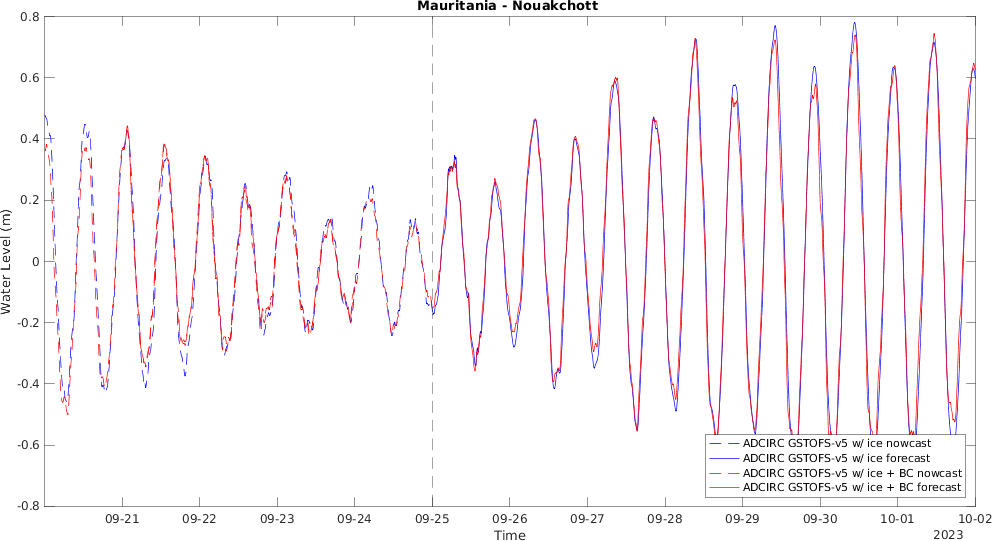 Mauritania - Nouakchott
0.8
0.6
0.4
0.2
0
-0.2
-0.4
-0.6
-0.8
Water Level (m)
ADCIRC GSTOFS-v5 w/ ice nowcast
ADCIRC GSTOFS-v5 w/ ice forecast
ADCIRC GSTOFS-v5 w/ ice + BC nowcast
ADCIRC GSTOFS-v5 w/ ice + BC forecast
09-21 09-22 09-23 09-24 09-25 09-26 09-27 09-28 09-29 09-30 10-01 10-02
Time
2023